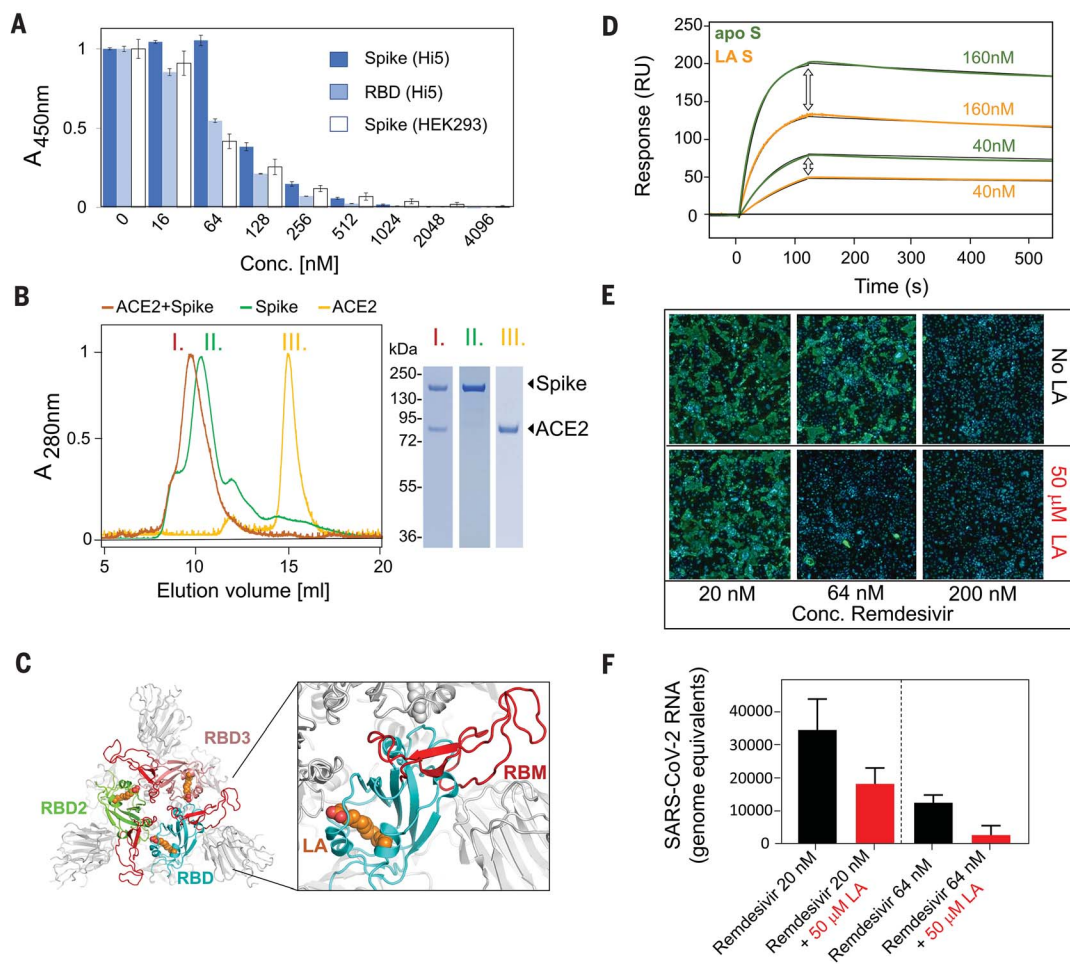 A
1
0.5
0
A450nm
Spike (Hi5)
RBD (Hi5)
Spike (HEK293)
0 16 64 128 256 512 1024 2048 4096
Conc. [nM]
B
ACE2+Spike Spike ACE2
I. II. III.
1
0.5
0
A 280nm
5 10 15 20
Elution volume [ml]
I. II. III.
kDa
250
130
95
72
55
36
Spike
ACE2
C
RBD3
RBD2
RBD
RBM
LA
D
apo S
LA S
250
200
150
100
50
0
Response (RU)
160nM
160nM
40nM
40nM
0 100 200 300 400 500
Time (s)
E
No LA
50 μM LA
20 nM 64 nM 200 nM
Conc. Remdesivir
F
40000
30000
20000
10000
0
SARS-CoV-2 RNA
(genome equivalents)
Remdesivir 20 nM
Remdesivir 20 nM
+ 50 μM LA
Remdesivir 64 nM
Remdesivir 64 nM
+ 50 μM LA